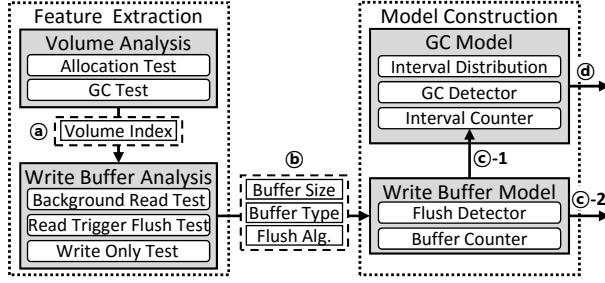 Feature Extraction
Volume Analysis
Allocation Test
GC Test
ⓐ
Volume Index
Write Buffer Analysis
Background Read Test
Read Trigger Flush Test
Write Only Test
ⓑ
Buffer Size
Buffer Type
Flush Alg.
Model Construction
GC Model
Interval Distribution
GC Detector
Interval Counter
ⓓ
ⓒ-1
Write Buffer Model
Flush Detector
Buffer Counter
ⓒ-2